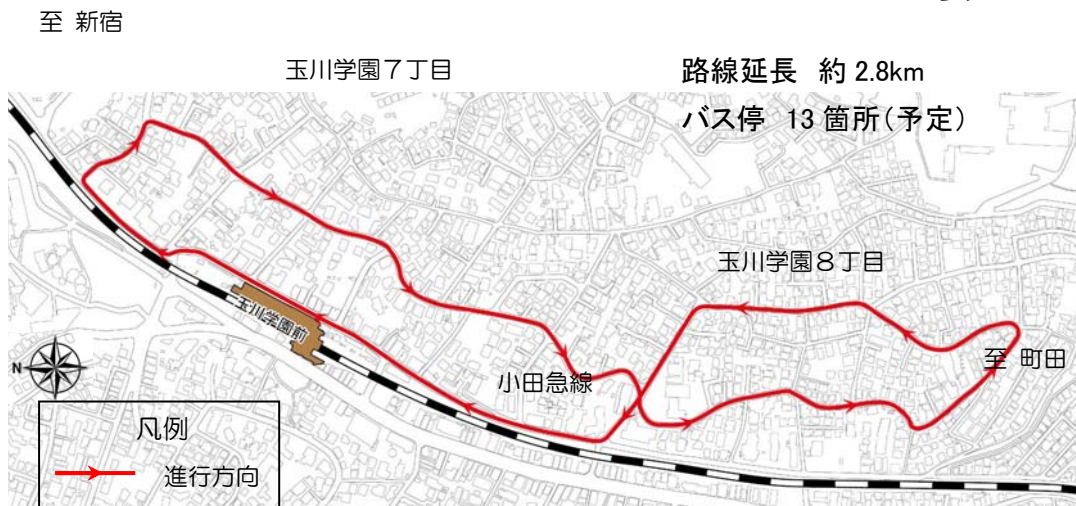 至 新宿
玉川学園7丁目
路線延長 約 2.8km
バス停 13 箇所(予定)
玉川学園8丁目
玉川学園前
至 町田
小田急線
N
凡例
進行方向